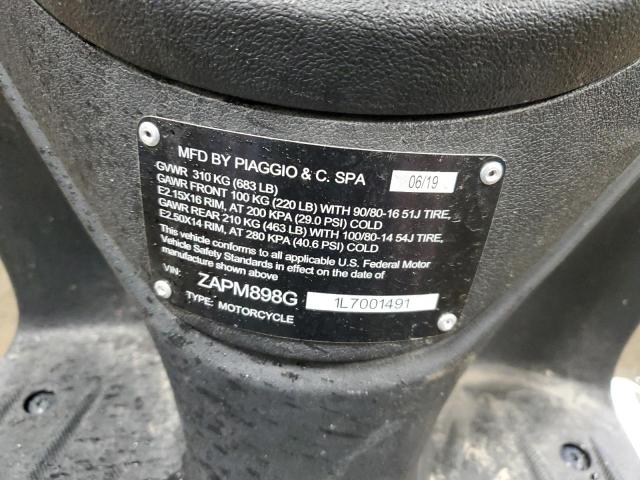 MFD BY PIAGGIO & C. SPA 06/19
GVWR 310 KG (683 LB)
GAWR FRONT 100 KG (220 LB) WITH 90/80-16 51J TIRE,
E2.15X16 RIM, AT 200 KPA (29.0 PSI) COLD
GAWR REAR 210 KG (463 LB) WITH 100/80-14 54J TIRE,
E2.50X14 RIM, AT 280 KPA (40.6 PSI) COLD
This vehicle conforms to all applicable U.S. Federal Motor
Vehicle Safety Standards in effect on the date of
manufacture shown above
VIN: ZAPM898G 1L7001491
TYPE: MOTORCYCLE